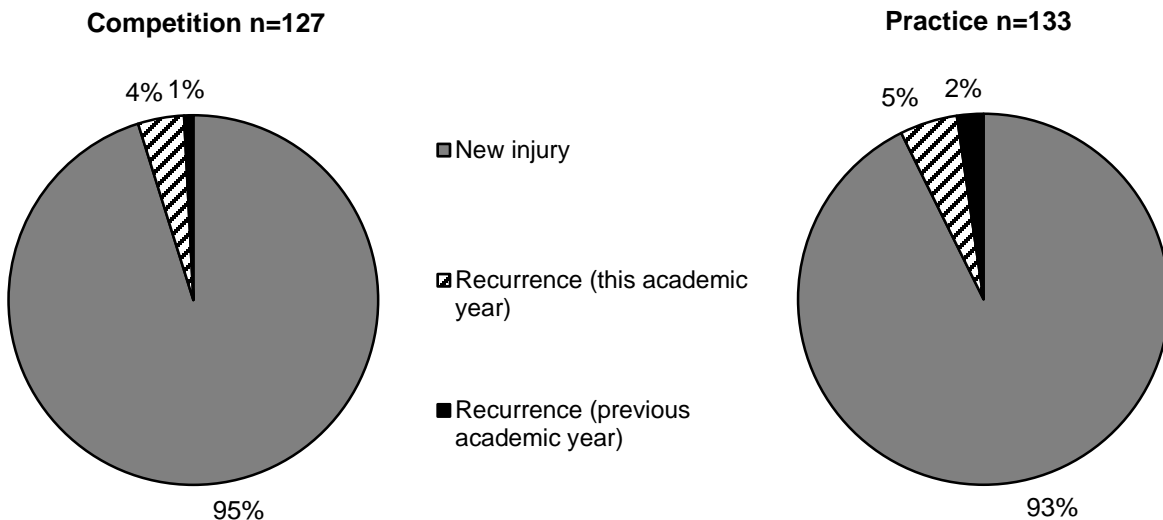 Competition n=127
Practice n=133
4%
1%
5%
2%
New injury
Recurrence (this academic
year)
Recurrence (previous
academic year)
95%
93%